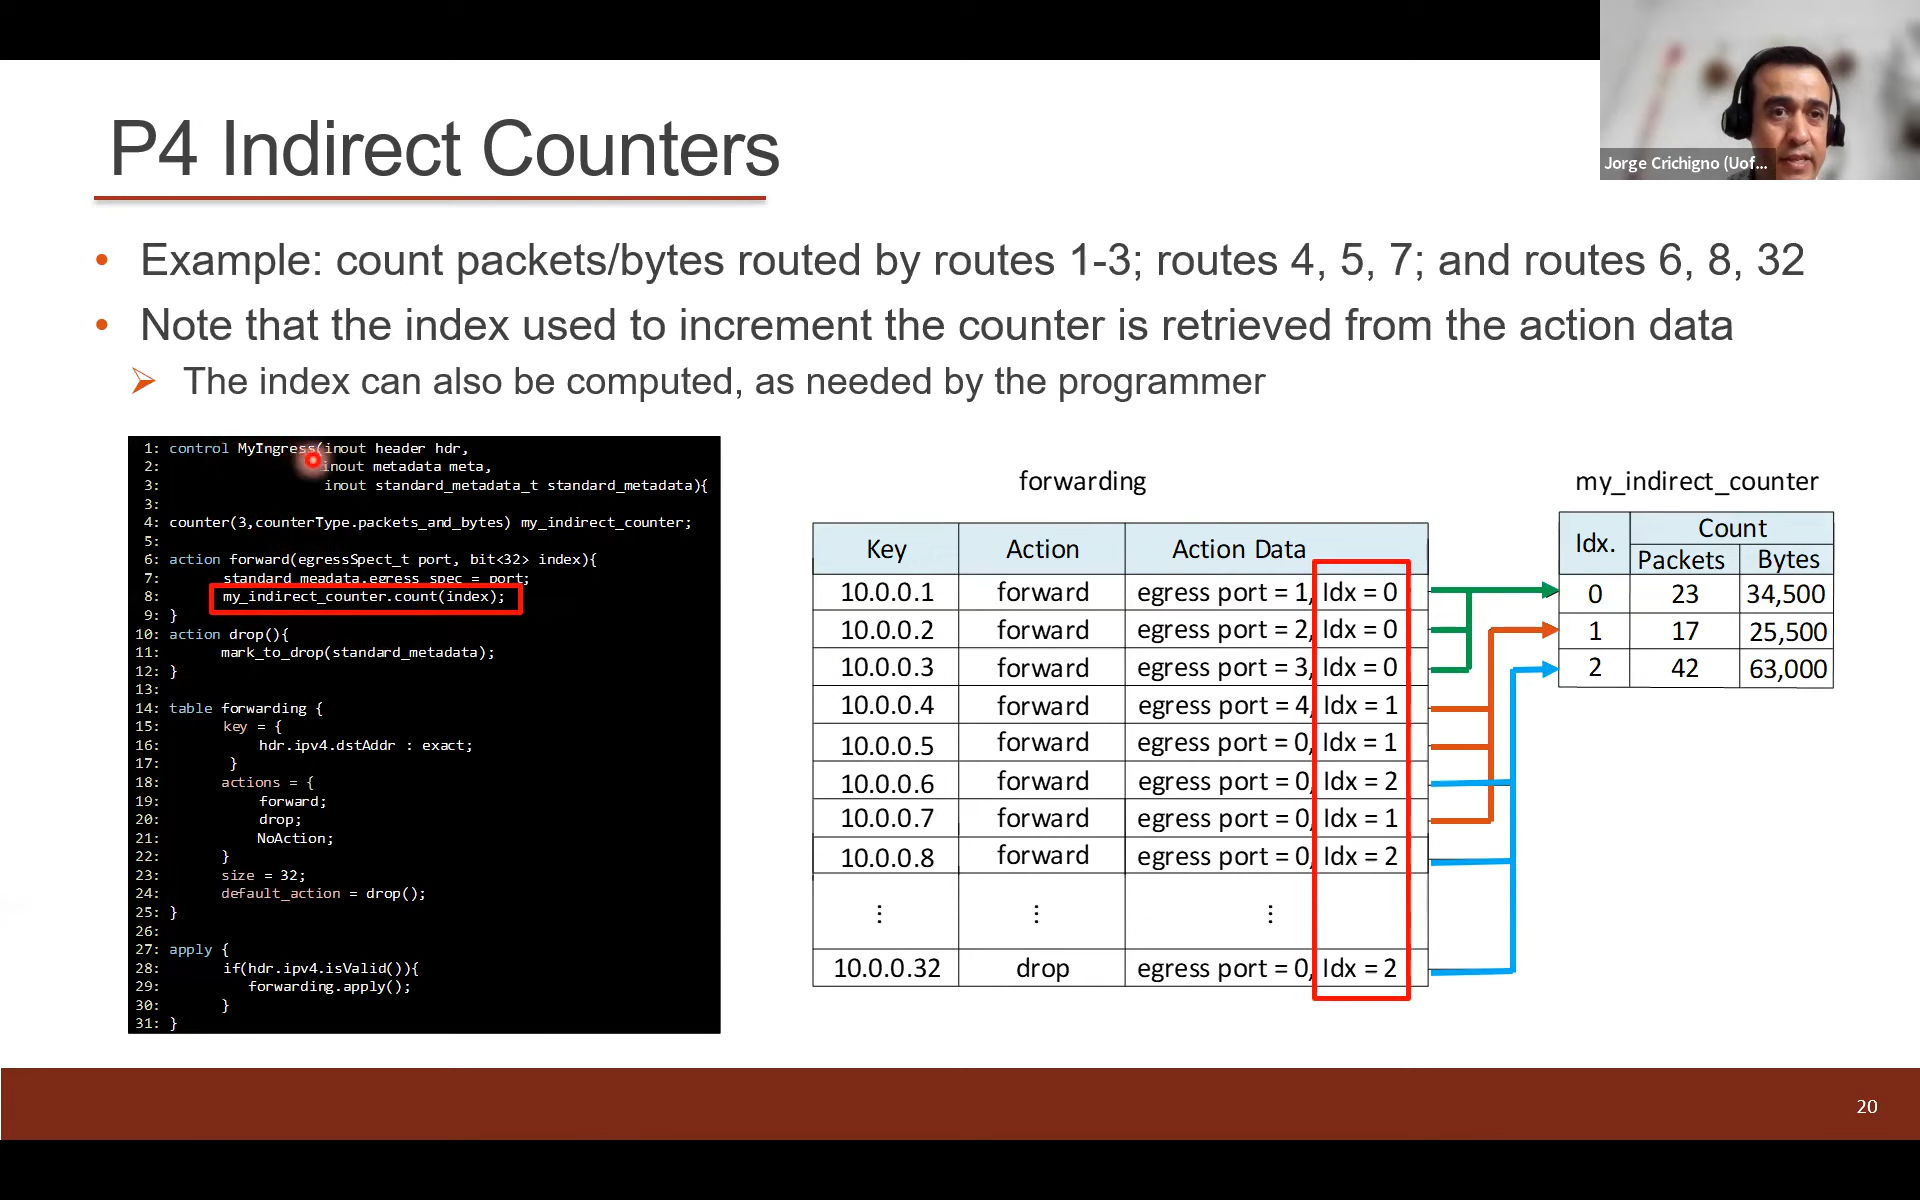 Jorge Crichigno (Uof...
P4 Indirect Counters
• Example: count packets/bytes routed by routes 1-3; routes 4, 5, 7; and routes 6, 8, 32
• Note that the index used to increment the counter is retrieved from the action data
➢ The index can also be computed, as needed by the programmer
1: control MyIngress(inout header hdr,
2: inout metadata meta,
3: inout standard_metadata_t standard_metadata){
3:
4: counter(3,counterType.packets_and_bytes) my_indirect_counter;
5:
6: action forward(egressSpect_t port, bit<32> index){
7: standard_meadata.egress_spec = port;
8: my_indirect_counter.count(index);
9: }
10: action drop(){
11: mark_to_drop(standard_metadata);
12: }
13:
14: table forwarding {
15: key = {
16: hdr.ipv4.dstAddr : exact;
17: }
18: actions = {
19: forward;
20: drop;
21: NoAction;
22: }
23: size = 32;
24: default_action = drop();
25: }
26:
27: apply {
28: if(hdr.ipv4.isValid()){
29: forwarding.apply();
30: }
31: }
forwarding
Key Action Action Data
10.0.0.1 forward egress port = 1, Idx = 0
10.0.0.2 forward egress port = 2, Idx = 0
10.0.0.3 forward egress port = 3, Idx = 0
10.0.0.4 forward egress port = 4, Idx = 1
10.0.0.5 forward egress port = 0, Idx = 1
10.0.0.6 forward egress port = 0, Idx = 2
10.0.0.7 forward egress port = 0, Idx = 1
10.0.0.8 forward egress port = 0, Idx = 2
⋮ ⋮ ⋮
10.0.0.32 drop egress port = 0, Idx = 2
my_indirect_counter
Idx. Count
Packets Bytes
0 23 34,500
1 17 25,500
2 42 63,000
20